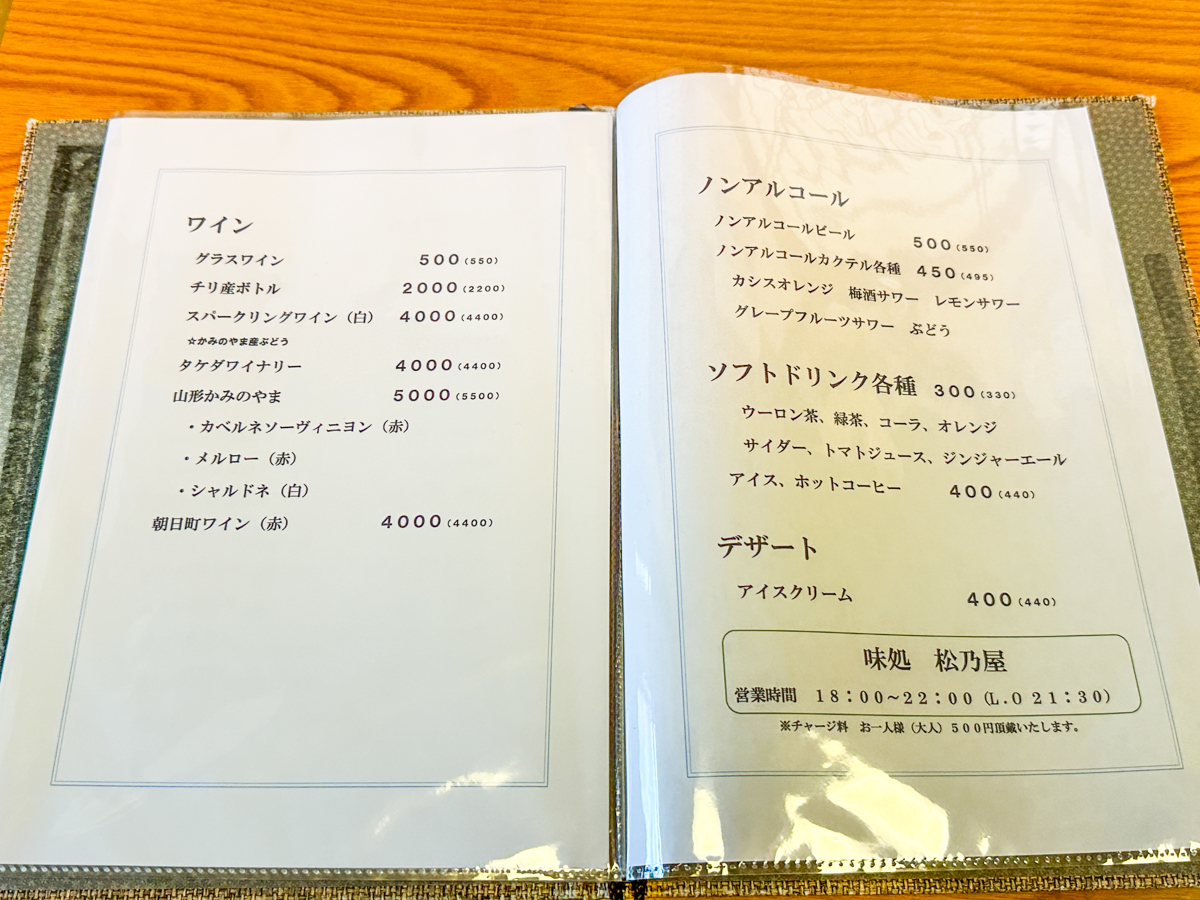 ワイン
グラスワイン 500(550)
チリ産ボトル 2000(2200)
スパークリングワイン（白） 4000(4400)
☆かみのやま産ぶどう
タケダワイナリー 4000(4400)
山形かみのやま 5000(5500)
・カベルネソーヴィニヨン（赤）
・メルロー（赤）
・シャルドネ（白）
朝日町ワイン（赤） 4000(4400)
ノンアルコール
ノンアルコールビール 500(550)
ノンアルコールカクテル各種 450(495)
カシスオレンジ 梅酒サワー レモンサワー
グレープフルーツサワー ぶどう
ソフトドリンク各種 300(330)
ウーロン茶、緑茶、コーラ、オレンジ
サイダー、トマトジュース、ジンジャーエール
アイス、ホットコーヒー 400(440)
デザート
アイスクリーム 400(440)
味処 松乃屋
営業時間 18：00～22：00（L.O 21：30）
※チャージ料 お一人様（大人）500円頂戴いたします。